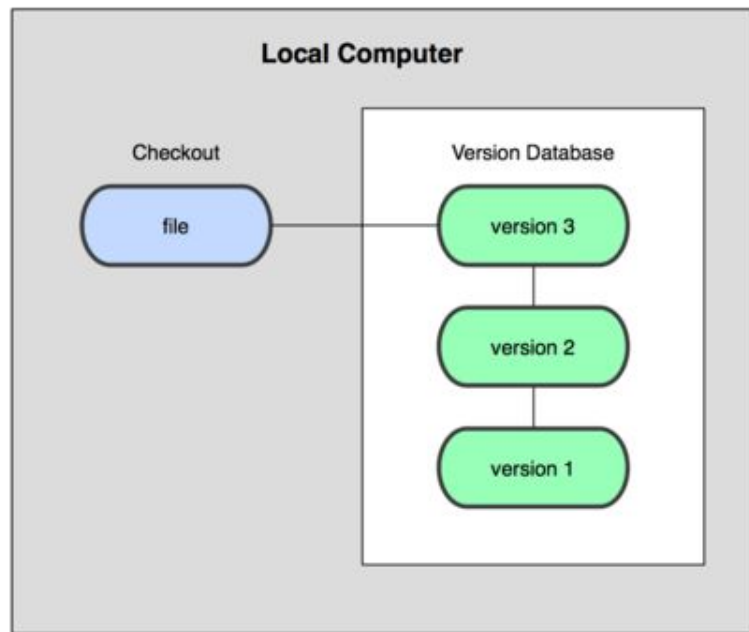 Local Computer
Checkout
Version Database
file
version 3
version 2
version 1